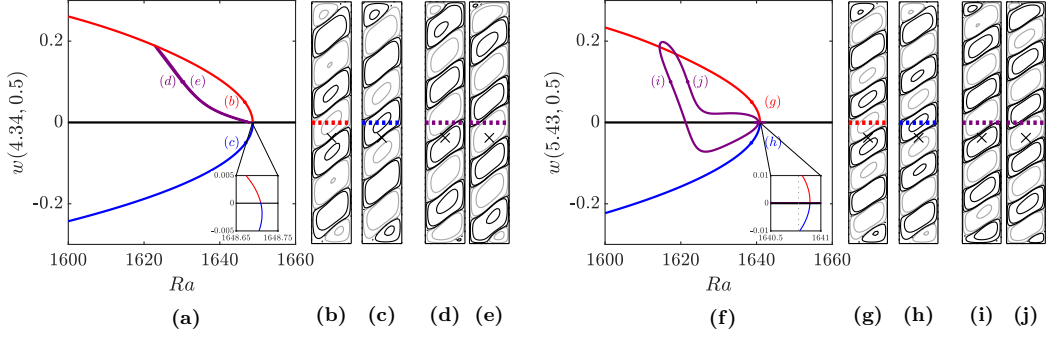 w(4.34, 0.5)
0.2
0
-0.2
(d)
(e)
(b)
(c)
0.005
0
-0.005
1648.65
1648.75
1600
1620
1640
1660
Ra
(a)
(b)
(c)
(d)
(e)
w(5.43, 0.5)
0.2
0
-0.2
(i)
(j)
(g)
(h)
0.01
0
-0.01
1640.5
1641
1600
1620
1640
1660
Ra
(f)
(g)
(h)
(i)
(j)